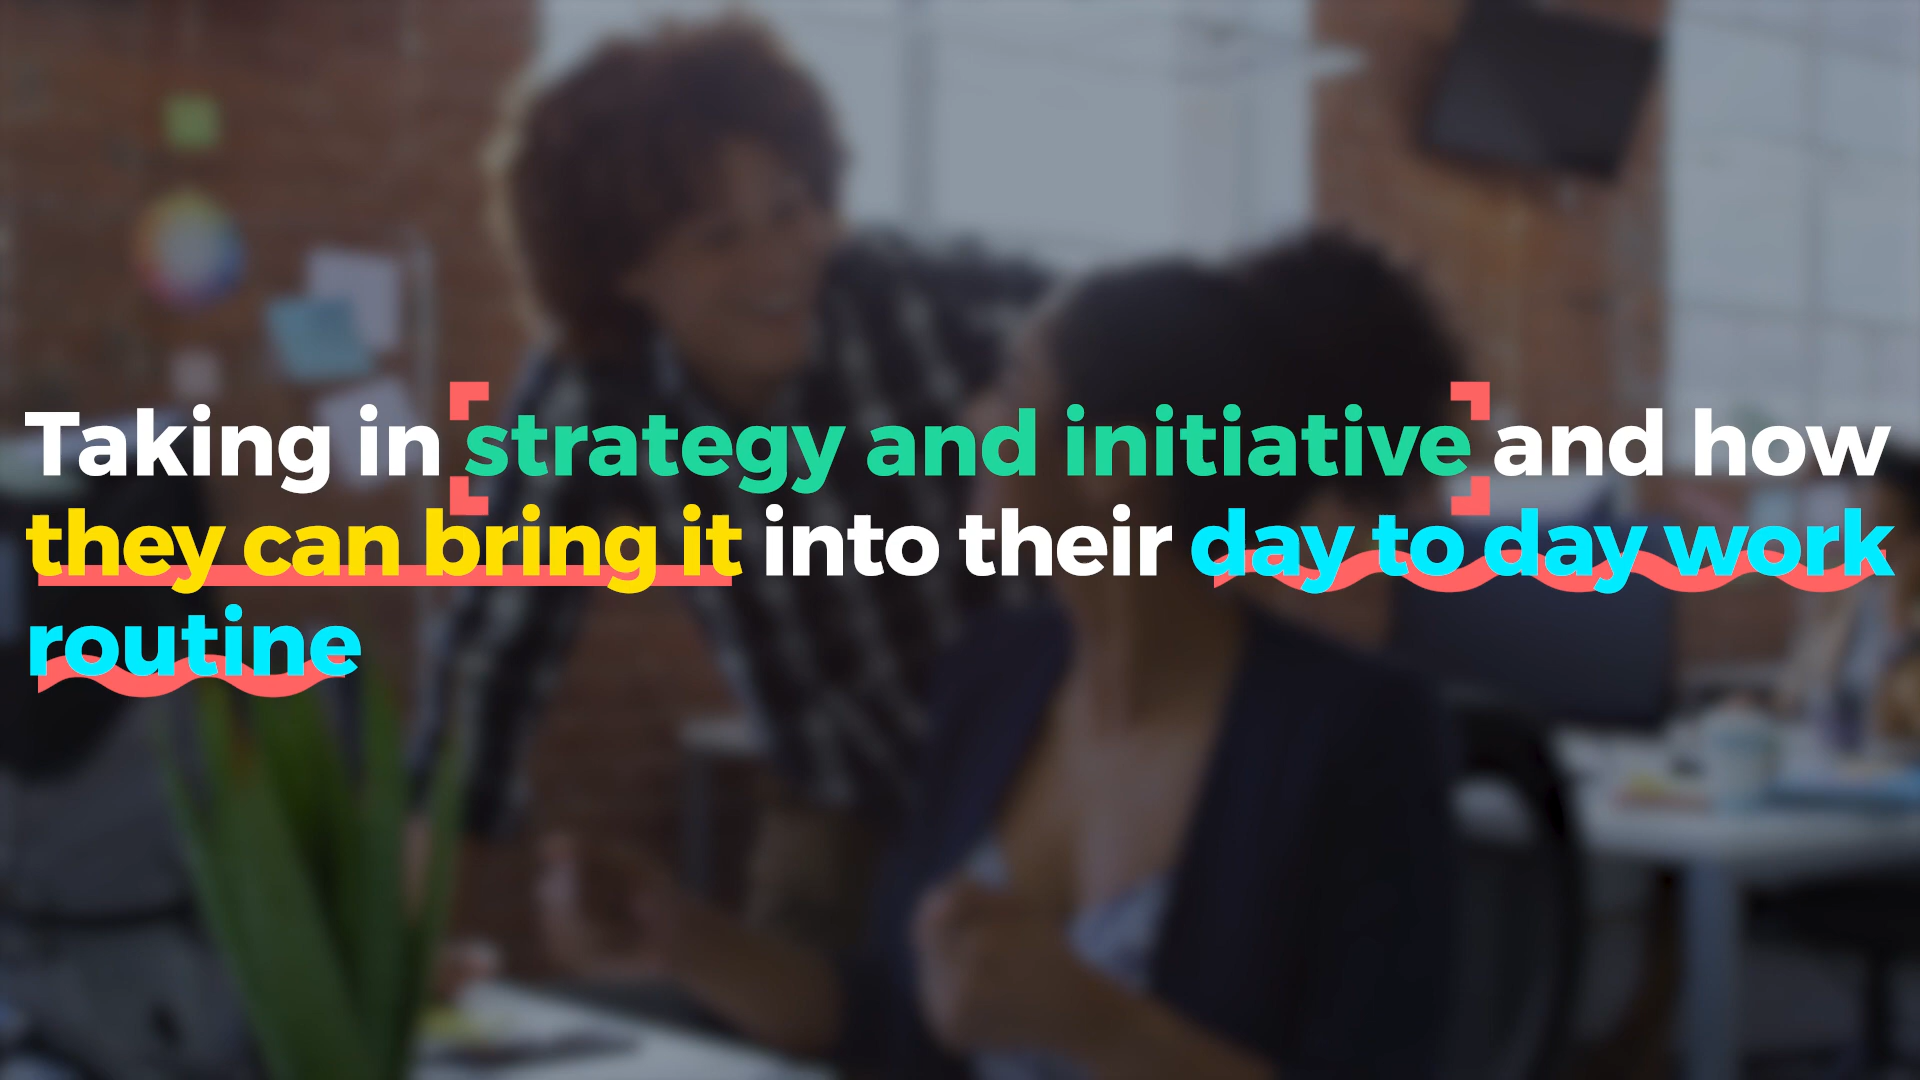 Taking in strategy and initiative and how
they can bring it into their day to day work
routine